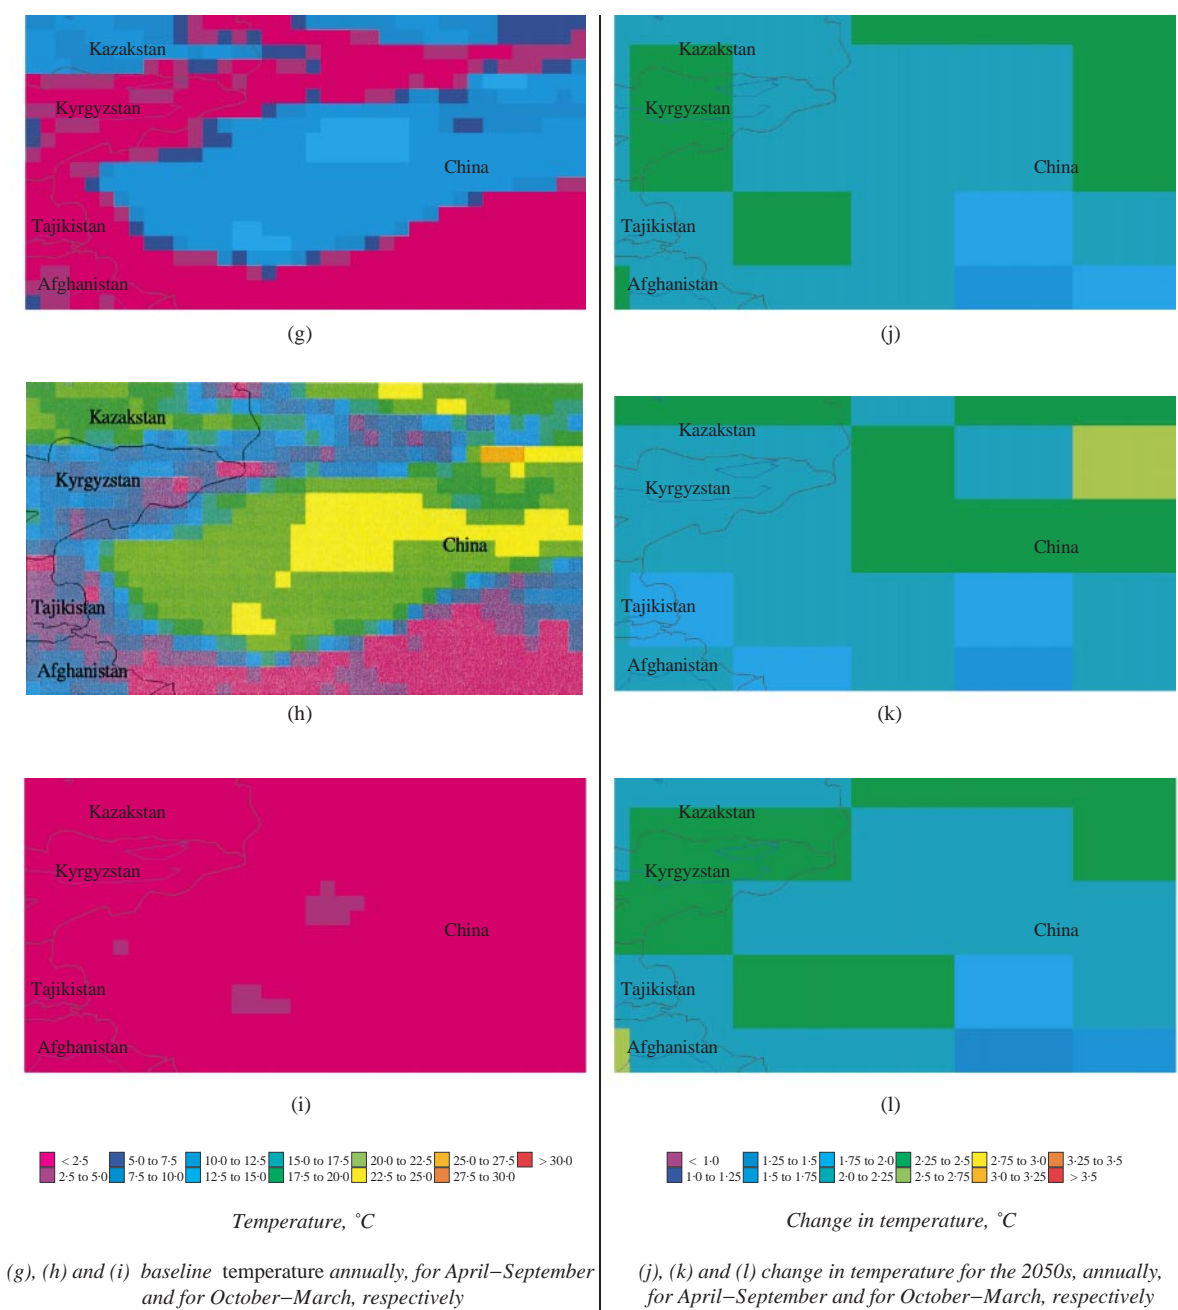 Kazakstan
Kyrgyzstan
China
Tajikistan
Afghanistan
(g)
Kazakstan
Kyrgyzstan
China
Tajikistan
Afghanistan
(h)
Kazakstan
Kyrgyzstan
China
Tajikistan
Afghanistan
(i)
< 2·5 5·0 to 7·5 10·0 to 12·5 15·0 to 17·5 20·0 to 22·5 25·0 to 27·5 > 30·0
2·5 to 5·0 7·5 to 10·0 12·5 to 15·0 17·5 to 20·0 22·5 to 25·0 27·5 to 30·0
Temperature, °C
(g), (h) and (i) baseline temperature annually, for April−September
and for October−March, respectively
Kazakstan
Kyrgyzstan
China
Tajikistan
Afghanistan
(j)
Kazakstan
Kyrgyzstan
China
Tajikistan
Afghanistan
(k)
Kazakstan
Kyrgyzstan
China
Tajikistan
Afghanistan
(l)
< 1·0 1·25 to 1·5 1·75 to 2·0 2·25 to 2·5 2·75 to 3·0 3·25 to 3·5
1·0 to 1·25 1·5 to 1·75 2·0 to 2·25 2·5 to 2·75 3·0 to 3·25 > 3·5
Change in temperature, °C
(j), (k) and (l) change in temperature for the 2050s, annually,
for April−September and for October−March, respectively